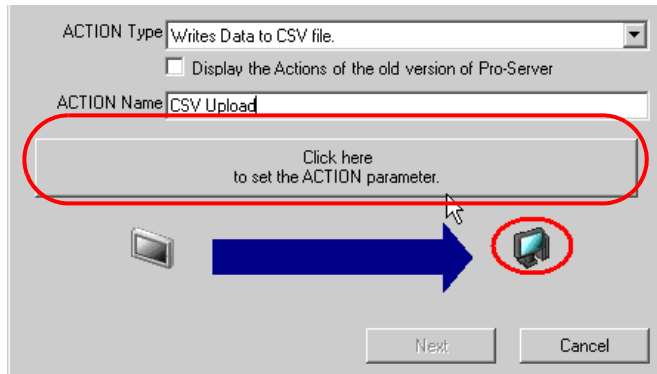 ACTION Type Writes Data to CSV file.
Display the Actions of the old version of Pro-Server
ACTION Name CSV Upload
Click here
to set the ACTION parameter.
Next Cancel